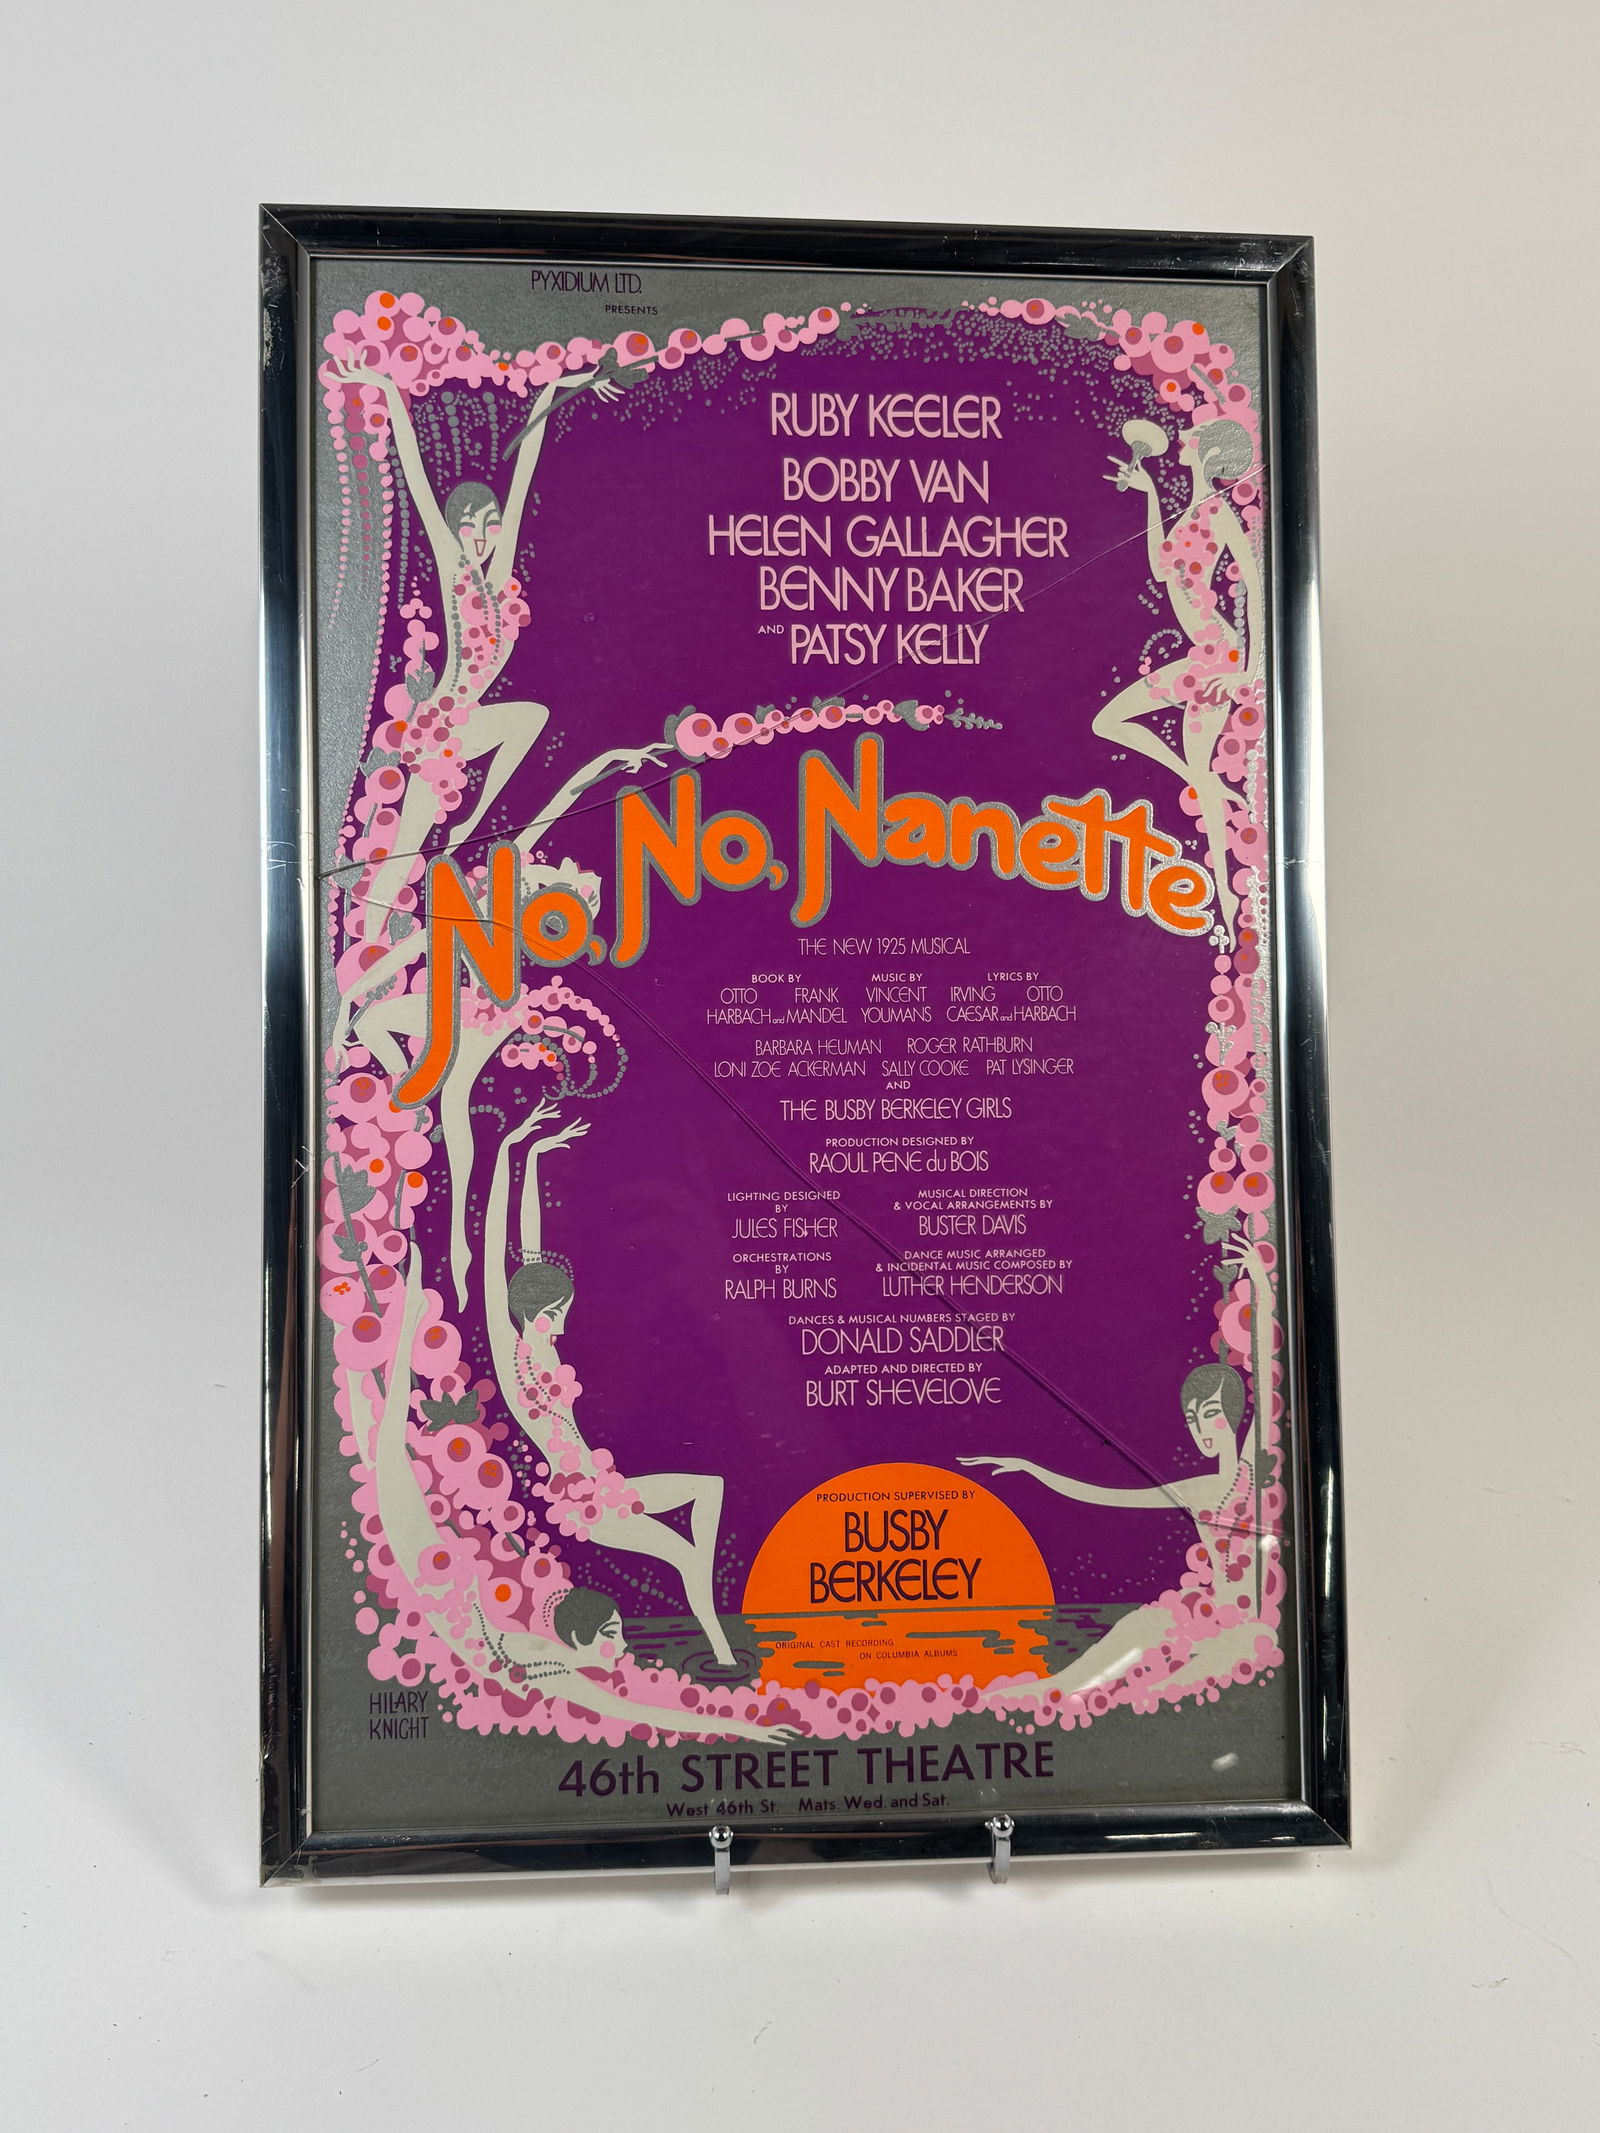 PYXIDIUM LTD.
PRESENTS
RUBY KEELER
BOBBY VAN
HELEN GALLAGHER
BENNY BAKER
AND PATSY KELLY
No, No, Nanette
THE NEW 1925 MUSICAL
BOOK BY MUSIC BY LYRICS BY
OTTO FRANK VINCENT IRVING OTTO
HARBACH and MANDEL YOUMANS CAESAR and HARBACH
BARBARA HEUMAN ROGER RATHBURN
LONI ZOE ACKERMAN SALLY COOKE PAT LYSINGER
AND
THE BUSBY BERKELEY GIRLS
PRODUCTION DESIGNED BY
RAOUL PENE du BOIS
LIGHTING DESIGNED
BY
JULES FISHER
MUSICAL DIRECTION
& VOCAL ARRANGEMENTS BY
BUSTER DAVIS
ORCHESTRATIONS
BY
RALPH BURNS
DANCE MUSIC ARRANGED
& INCIDENTAL MUSIC COMPOSED BY
LUTHER HENDERSON
DANCES & MUSICAL NUMBERS STAGED BY
DONALD SADDLER
ADAPTED AND DIRECTED BY
BURT SHEVELOVE
PRODUCTION SUPERVISED BY
BUSBY
BERKELEY
ORIGINAL CAST RECORDING
ON COLUMBIA ALBUMS
HILARY
KNIGHT
46th STREET THEATRE
West 46th St. Mats. Wed. and Sat.